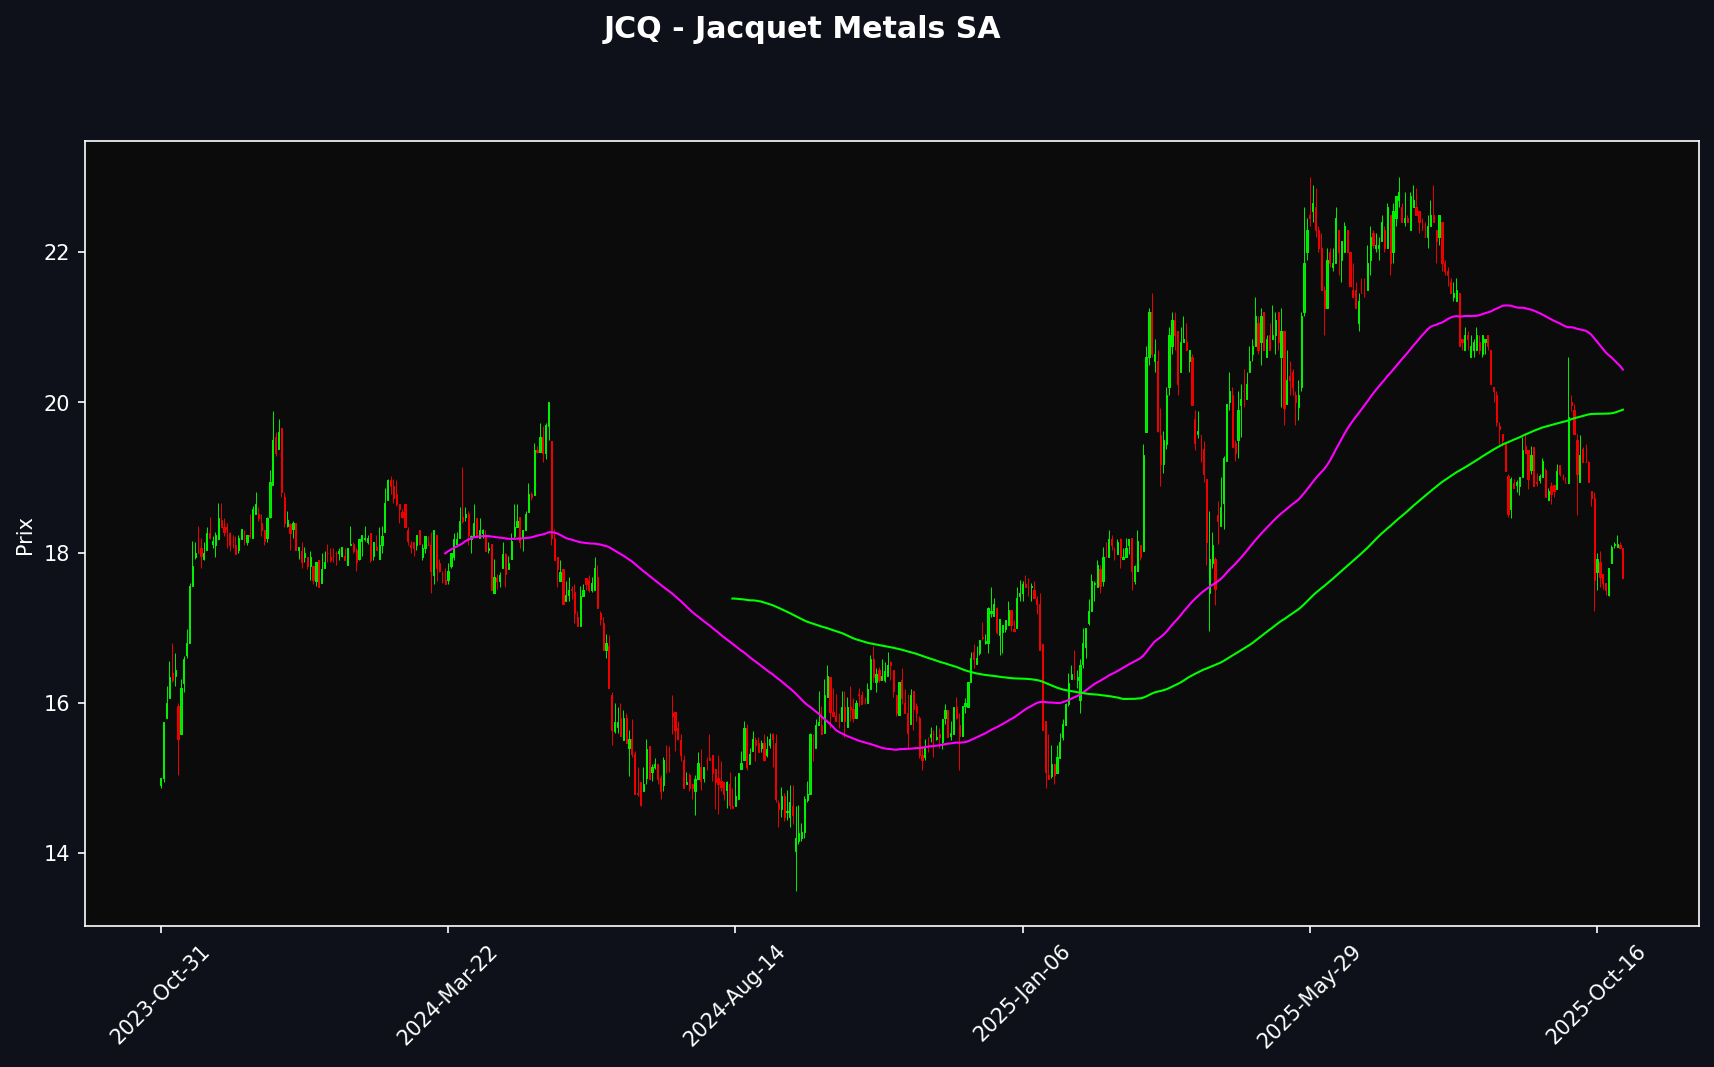 JCQ - Jacquet Metals SA
Prix
22
20
18
16
14
2023-Oct-31
2024-Mar-22
2024-Aug-14
2025-Jan-06
2025-May-29
2025-Oct-16